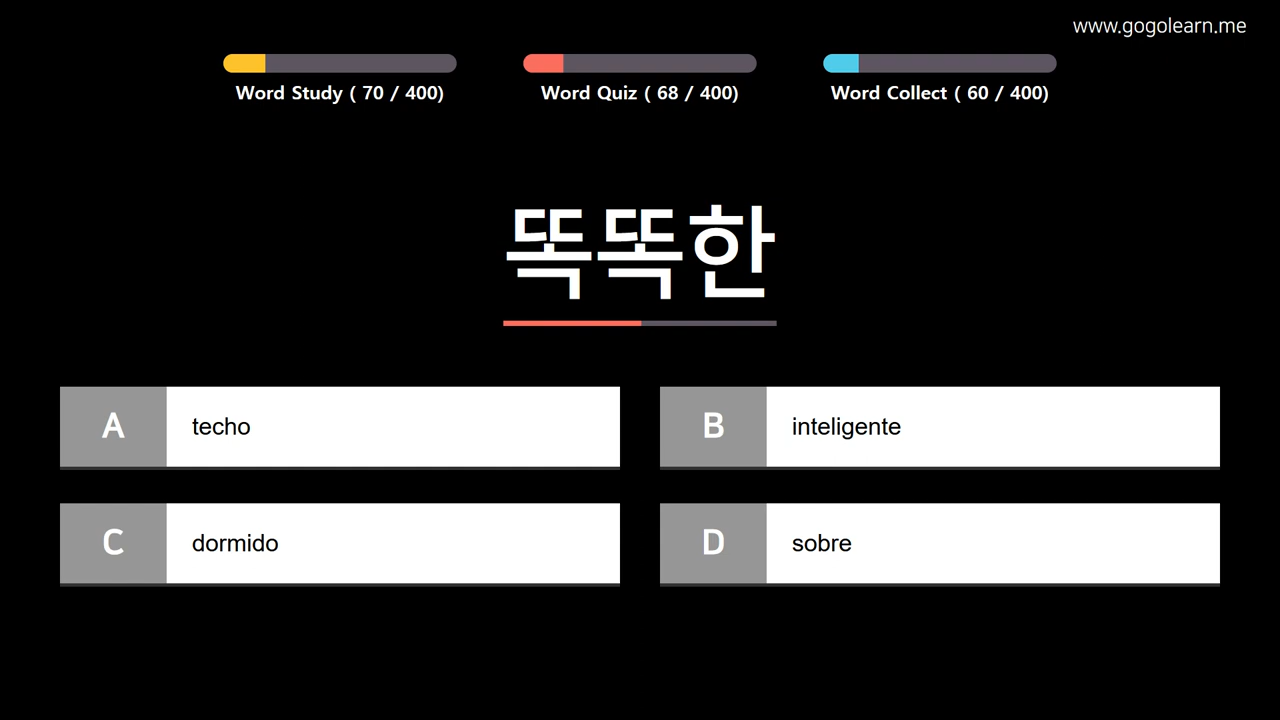 www.gogolearn.me
Word Study ( 70 / 400)
Word Quiz ( 68 / 400)
Word Collect ( 60 / 400)
똑똑한
A techo
B inteligente
C dormido
D sobre